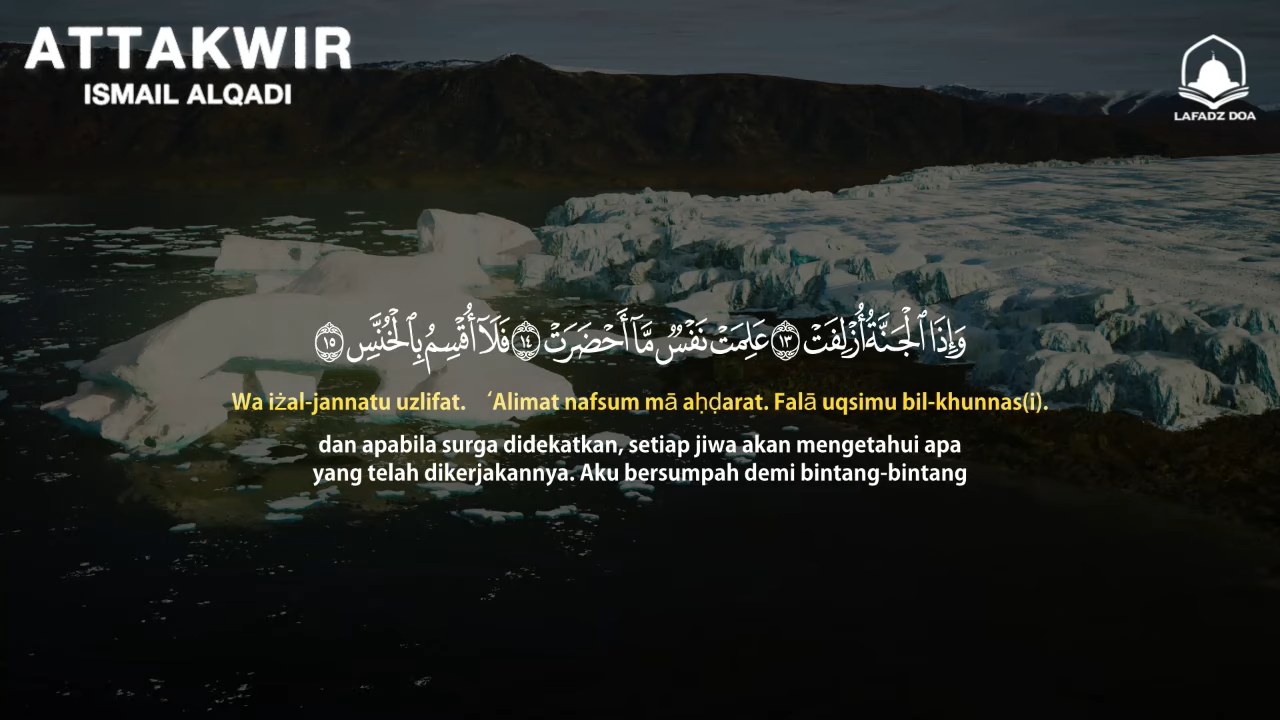 ATTAKWIR
ISMAIL ALQADI
LAFADZ DOA
وَإِذَا ٱلْجَنَّةُ أُزْلِفَتْ ١٣ عَلِمَتْ نَفْسٌ مَّآ أَحْضَرَتْ ١٤ فَلَآ أُقْسِمُ بِٱلْخُنَّسِ ١٥
Wa iżal-jannatu uzlifat. ‘Alimat nafsum mā aḥḍarat. Falā uqsimu bil-khunnas(i).
dan apabila surga didekatkan, setiap jiwa akan mengetahui apa
yang telah dikerjakannya. Aku bersumpah demi bintang-bintang